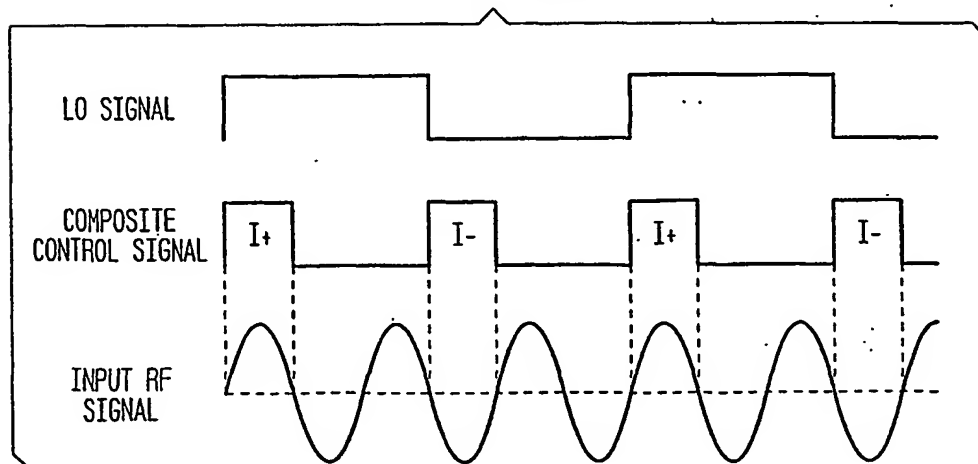 LO SIGNAL
COMPOSITE
CONTROL SIGNAL
I+
I-
I+
I-
INPUT RF
SIGNAL